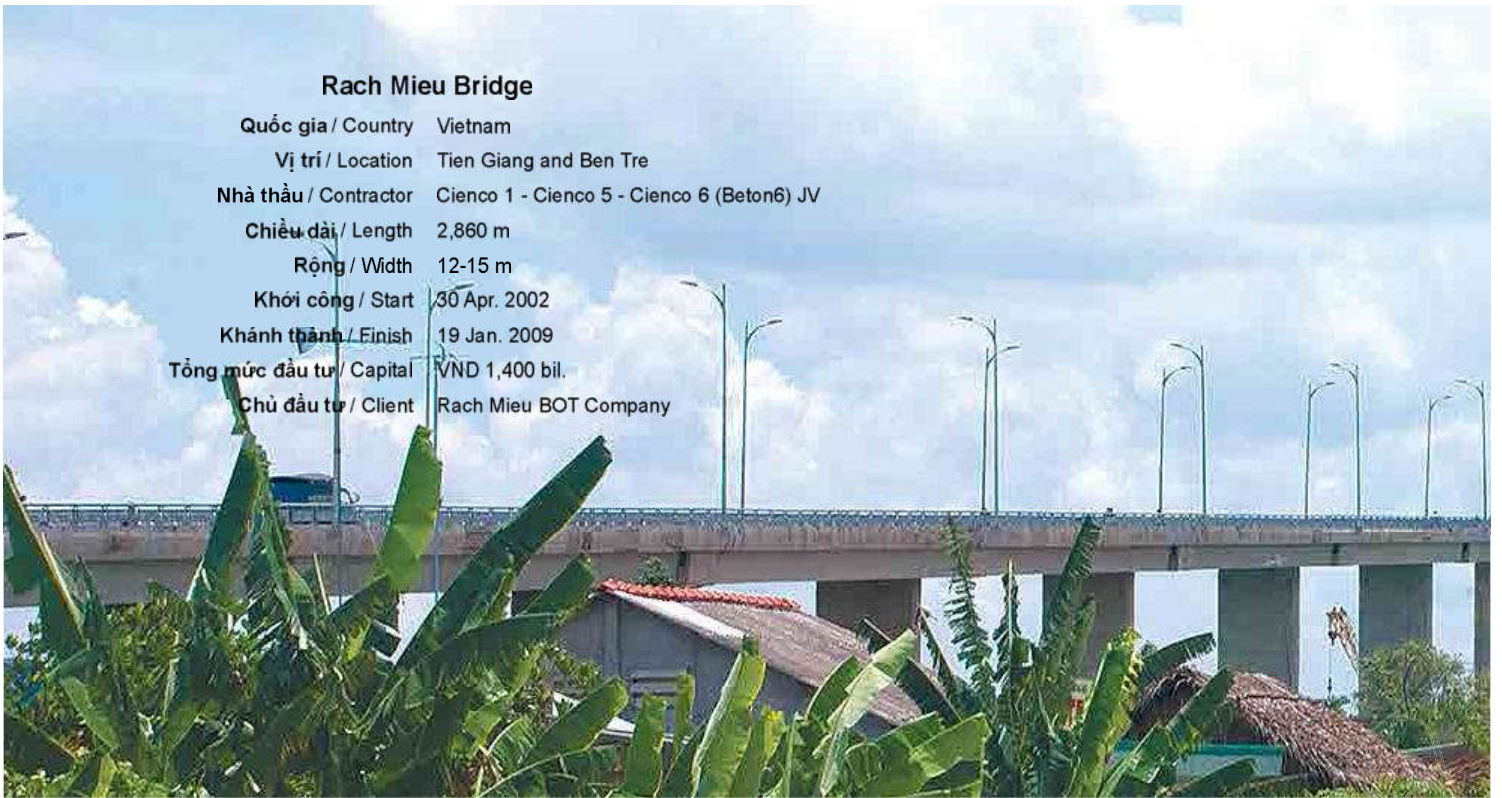 Rach Mieu Bridge
Quốc gia / Country Vietnam
Vị trí / Location Tien Giang and Ben Tre
Nhà thầu / Contractor Cienco 1 - Cienco 5 - Cienco 6 (Beton6) JV
Chiều dài / Length 2,860 m
Rộng / Width 12-15 m
Khởi công / Start 30 Apr. 2002
Khánh thành / Finish 19 Jan. 2009
Tổng mức đầu tư / Capital VND 1,400 bil.
Chủ đầu tư / Client Rach Mieu BOT Company